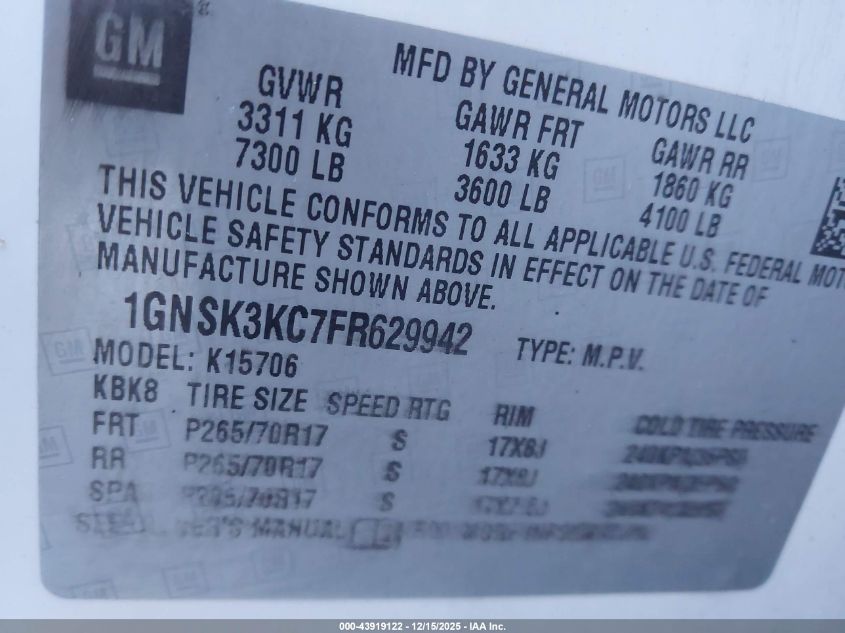 GM
MFD BY GENERAL MOTORS LLC
GVWR GAWR FRT GAWR RR
3311 KG 1633 KG 1860 KG
7300 LB 3600 LB 4100 LB
THIS VEHICLE CONFORMS TO ALL APPLICABLE U.S. FEDERAL MOT
VEHICLE SAFETY STANDARDS IN EFFECT ON THE DATE OF
MANUFACTURE SHOWN ABOVE.
1GNSK3KC7FR629942 TYPE: M.P.V.
MODEL: K15706
KBK8 TIRE SIZE SPEED RTG RIM COLD TIRE PRESSURE
FRT P265/70R17 S 17X8J
RR P265/70R17 S 17X8J
SPA S
MANUAL
000-43919122 - 12/15/2025 - IAA Inc.